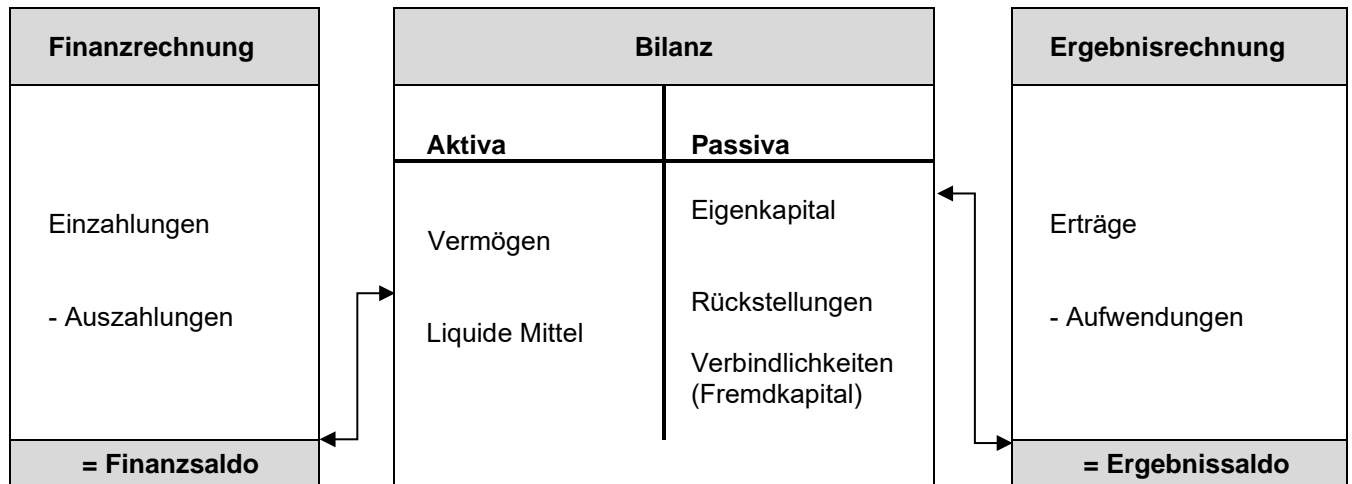 Finanzrechnung
Einzahlungen
- Auszahlungen
= Finanzsaldo
Bilanz
Aktiva
Vermögen
Liquide Mittel
Passiva
Eigenkapital
Rückstellungen
Verbindlichkeiten
(Fremdkapital)
Ergebnisrechnung
Erträge
- Aufwendungen
= Ergebnissaldo